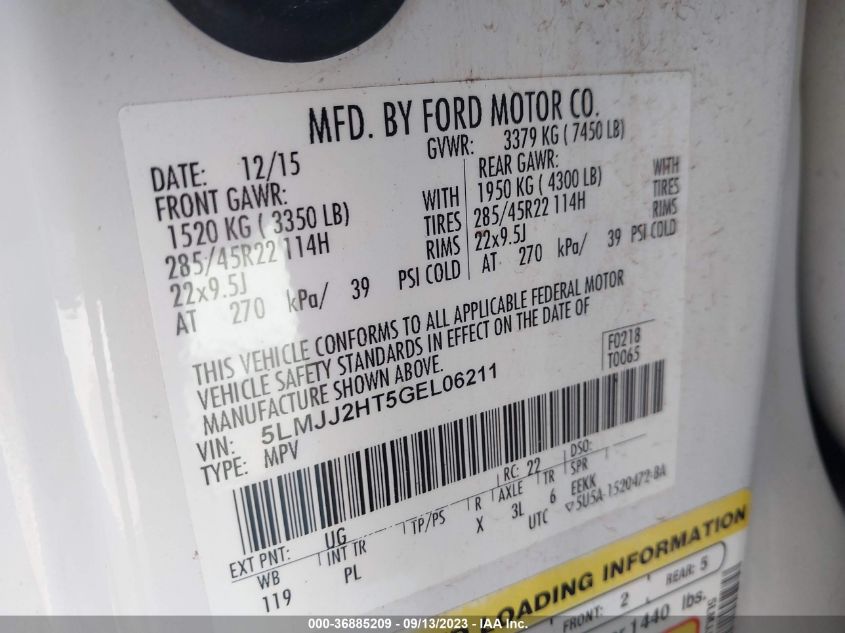 MFD. BY FORD MOTOR CO.
DATE: 12/15
GVWR: 3379 KG ( 7450 LB)
FRONT GAWR:
1520 KG ( 3350 LB)
WITH
285/45R22 114H
TIRES
22x9.5J
RIMS
AT 270 kPa/ 39 PSI COLD
REAR GAWR:
1950 KG ( 4300 LB)
WITH
285/45R22 114H
TIRES
22x9.5J
RIMS
AT 270 kPa/ 39 PSI COLD
THIS VEHICLE CONFORMS TO ALL APPLICABLE FEDERAL MOTOR
VEHICLE SAFETY STANDARDS IN EFFECT ON THE DATE OF
MANUFACTURE SHOWN ABOVE.
F0218
T0065
VIN: 5LMJJ2HT5GEL06211
TYPE: MPV
EXT PNT: UG
RC: 22
DSO:
WB
INT TR
TP/PS
R
AXLE
TR
SPR
119
PL
X
3L
6
EEKK
UTC
▽5U5A-1520472-BA
LOADING INFORMATION
FRONT: 2
REAR: 5
1440 lbs.
000-36885209 - 09/13/2023 - © IAA Inc.